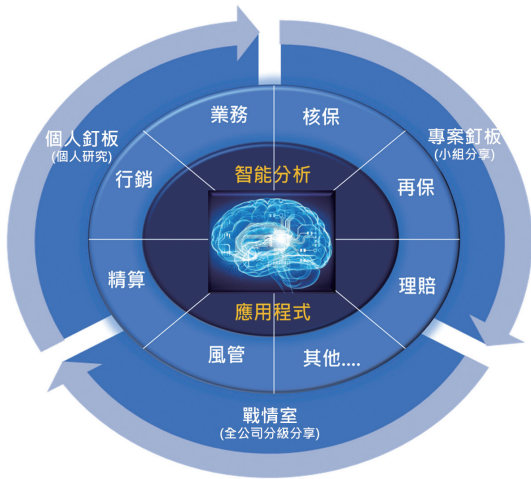 業務
核保
個人釘板
(個人研究)
專案釘板
(小組分享)
行銷
智能分析
再保
精算
理賠
應用程式
風管
其他....
戰情室
(全公司分級分享)